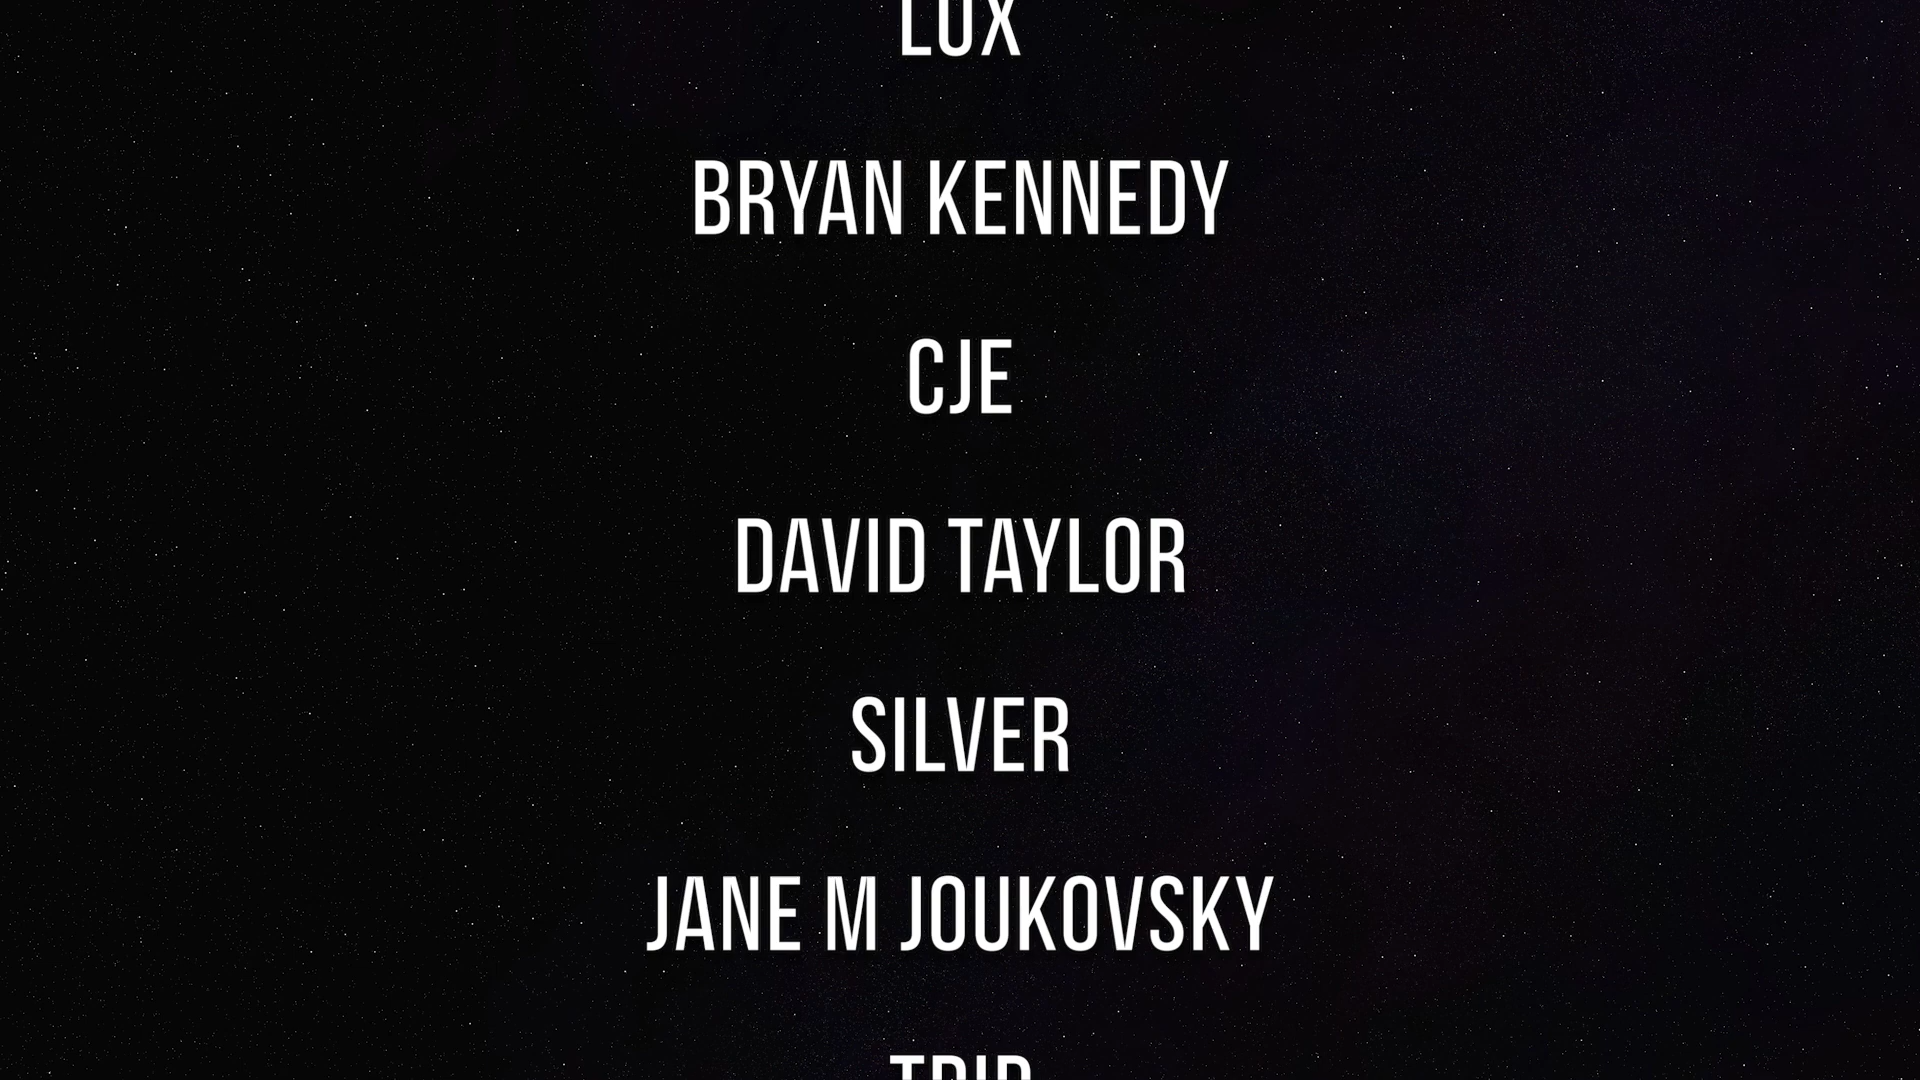 LUX
BRYAN KENNEDY
CJE
DAVID TAYLOR
SILVER
JANE M JOUKOVSKY